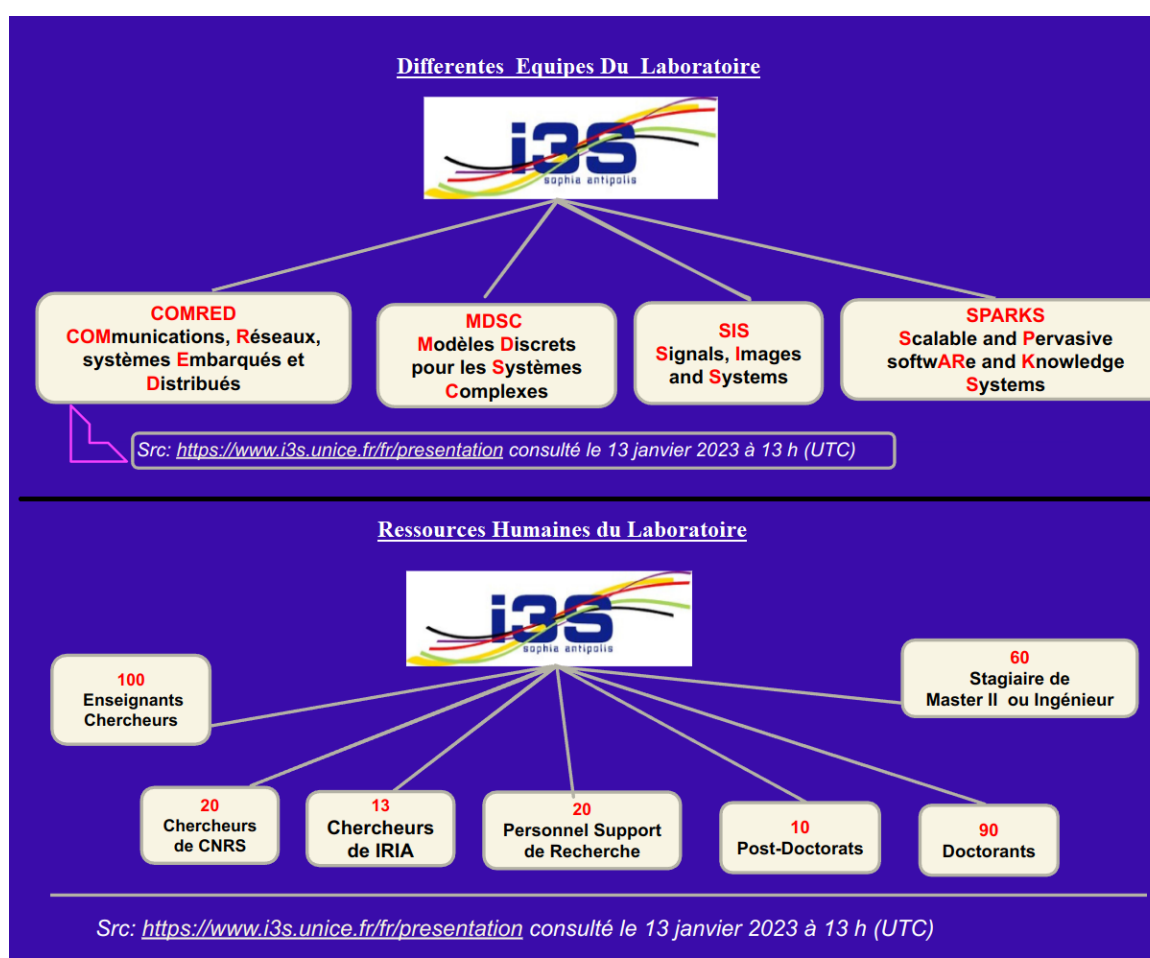 Differentes Equipes Du Laboratoire
i3S
sophia antipolis
COMRED
COMmunications, Réseaux,
systèmes Embarqués et
Distribués
MDSC
Modèles Discrets
pour les Systèmes
Complexes
SIS
Signals, Images
and Systems
SPARKS
Scalable and Pervasive
softwARe and Knowledge
Systems
Src: https://www.i3s.unice.fr/fr/presentation consulté le 13 janvier 2023 à 13 h (UTC)
Ressources Humaines du Laboratoire
i3S
sophia antipolis
100
Enseignants
Chercheurs
60
Stagiaire de
Master II ou Ingénieur
20
Chercheurs
de CNRS
13
Chercheurs
de IRIA
20
Personnel Support
de Recherche
10
Post-Doctorats
90
Doctorants
Src: https://www.i3s.unice.fr/fr/presentation consulté le 13 janvier 2023 à 13 h (UTC)